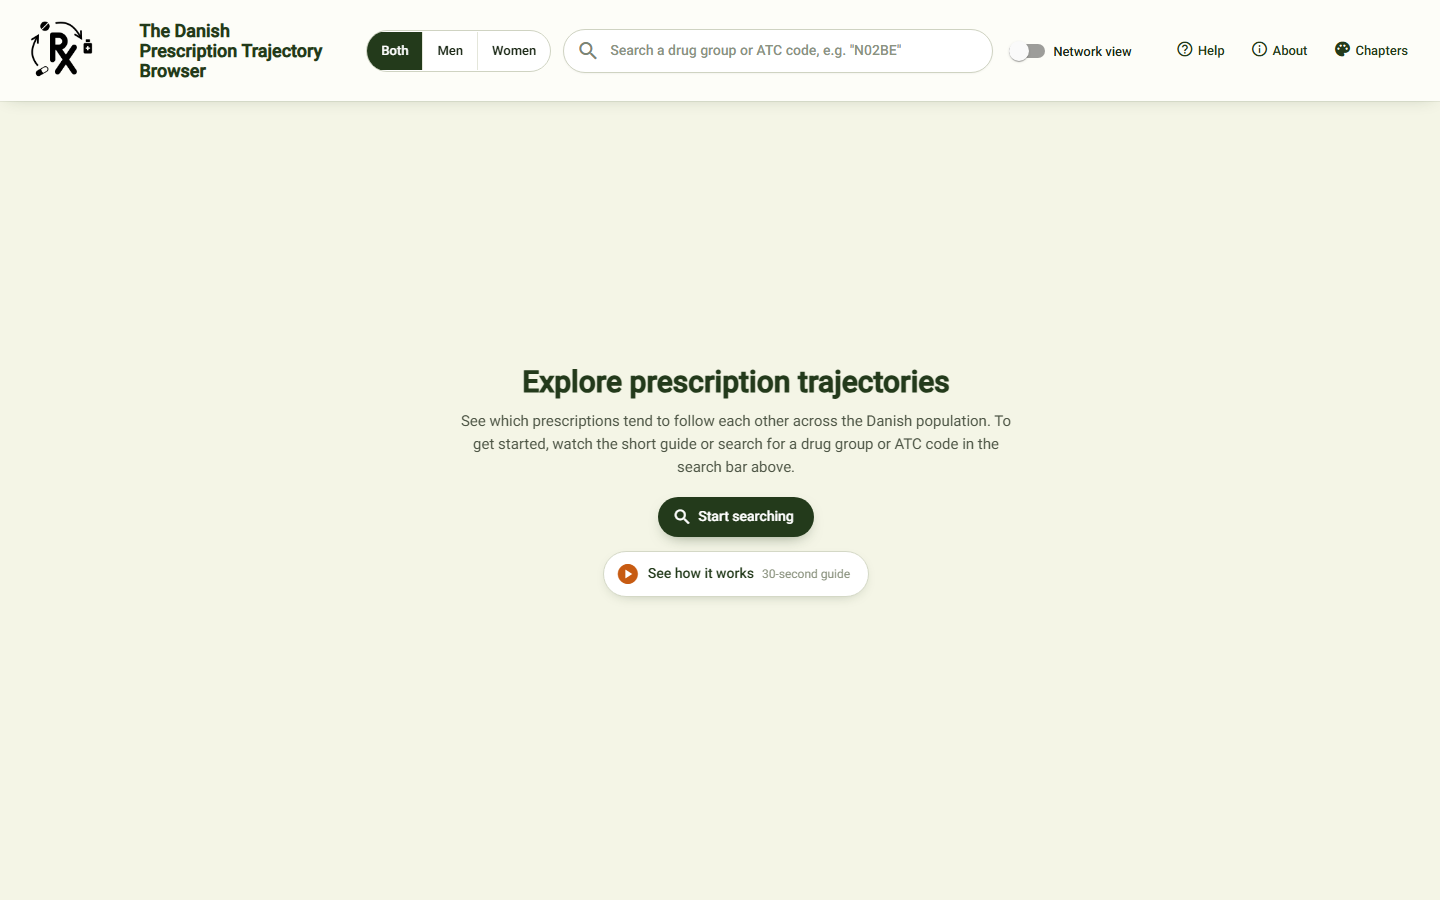 Rx
The Danish
Prescription Trajectory
Browser
Both
Men
Women
Search a drug group or ATC code, e.g. "N02BE"
Network view
Help
About
Chapters
Explore prescription trajectories
See which prescriptions tend to follow each other across the Danish population. To
get started, watch the short guide or search for a drug group or ATC code in the
search bar above.
Start searching
See how it works 30-second guide